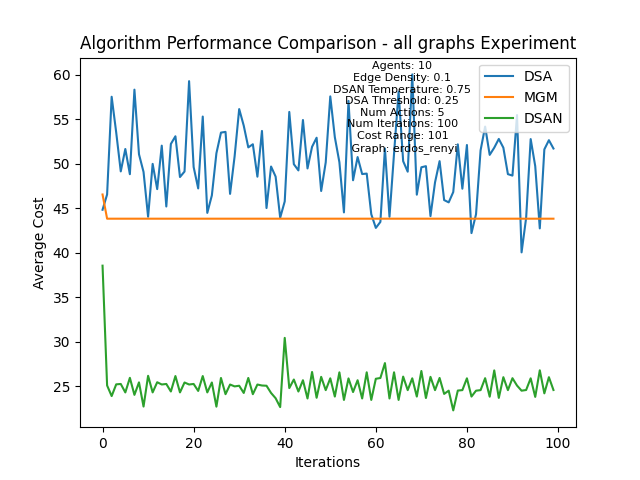 Algorithm Performance Comparison - all graphs Experiment
Agents: 10
Edge Density: 0.1
DSAN Temperature: 0.75
DSA Threshold: 0.25
Num Actions: 5
Num Iterations: 100
Cost Range: 101
Graph: erdos_renyi
DSA
MGM
DSAN
60
55
50
45
40
35
30
25
Average Cost
0 20 40 60 80 100
Iterations